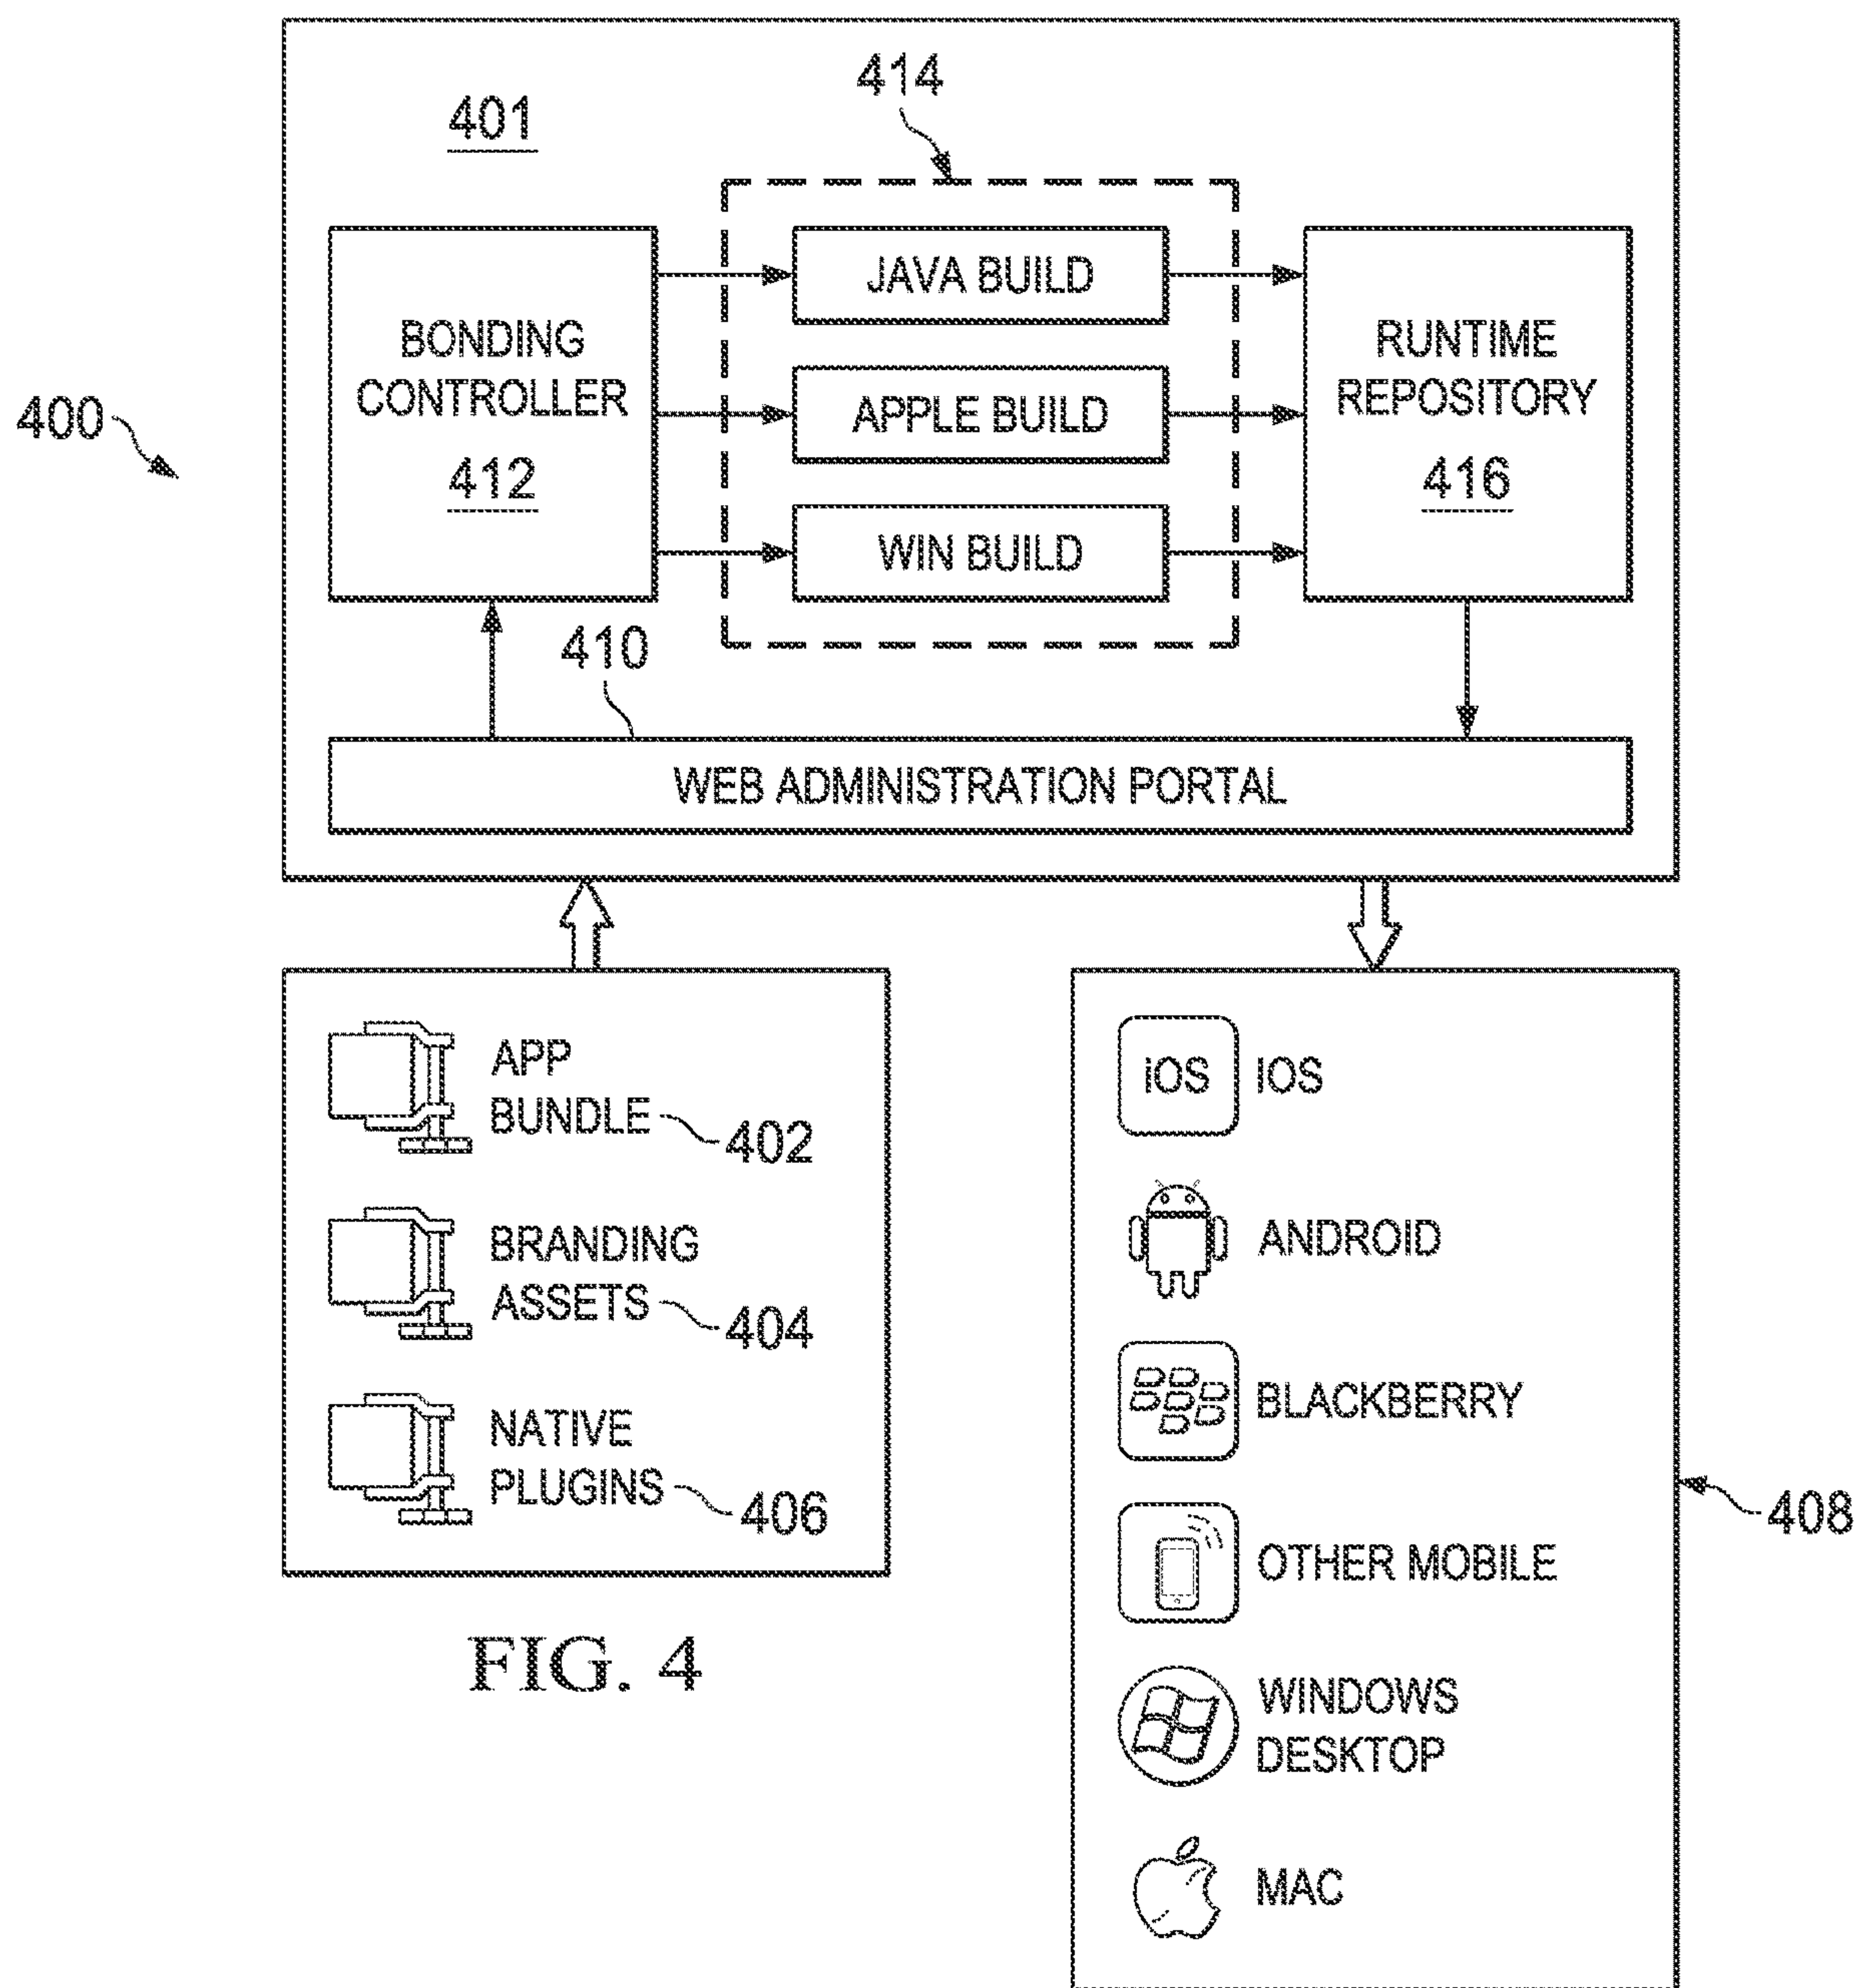 414
401
JAVA BUILD
BONDING
CONTROLLER
412
APPLE BUILD
RUNTIME
REPOSITORY
416
400
WIN BUILD
410
WEB ADMINISTRATION PORTAL
APP
BUNDLE
402
BRANDING
ASSETS
404
NATIVE
PLUGINS
406
FIG. 4
iOS IOS
ANDROID
BLACKBERRY
408
OTHER MOBILE
WINDOWS
DESKTOP
MAC